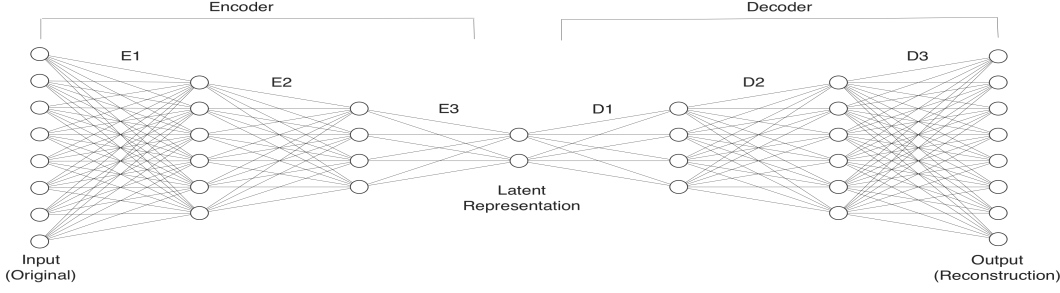 Encoder
Decoder
E1
E2
E3
D1
D2
D3
Latent
Representation
Input
(Original)
Output
(Reconstruction)